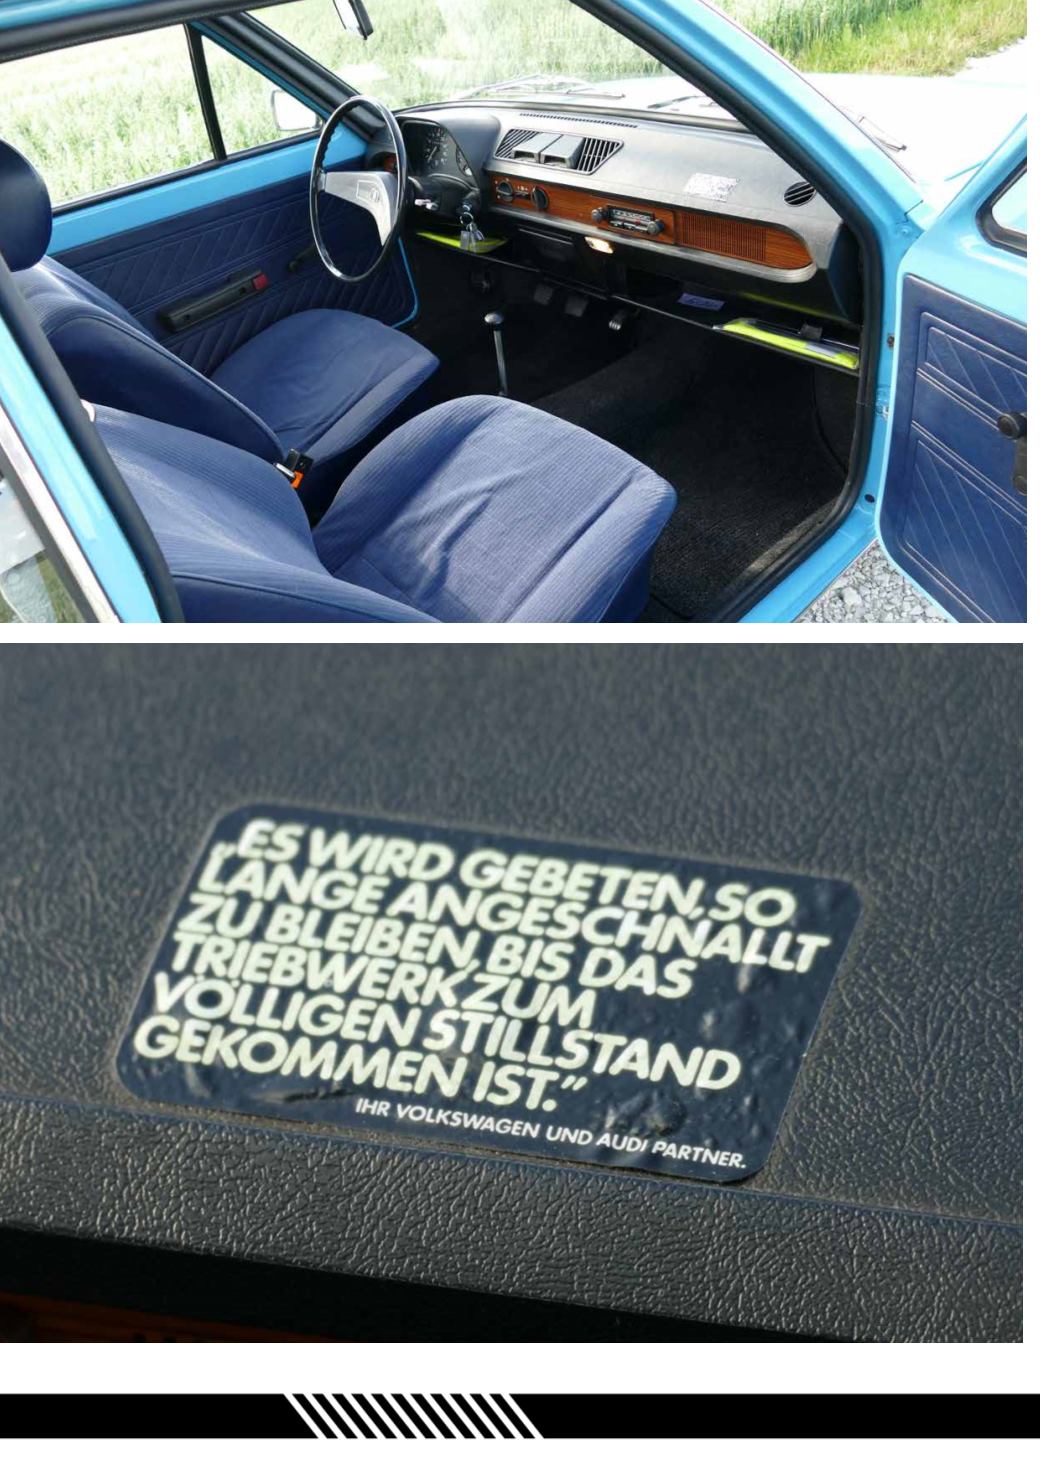 „ES WIRD GEBETEN, SO
LANGE ANGESCHNALLT
ZU BLEIBEN, BIS DAS
TRIEBWERK ZUM
VÖLLIGEN STILLSTAND
GEKOMMEN IST.”
IHR VOLKSWAGEN UND AUDI PARTNER.